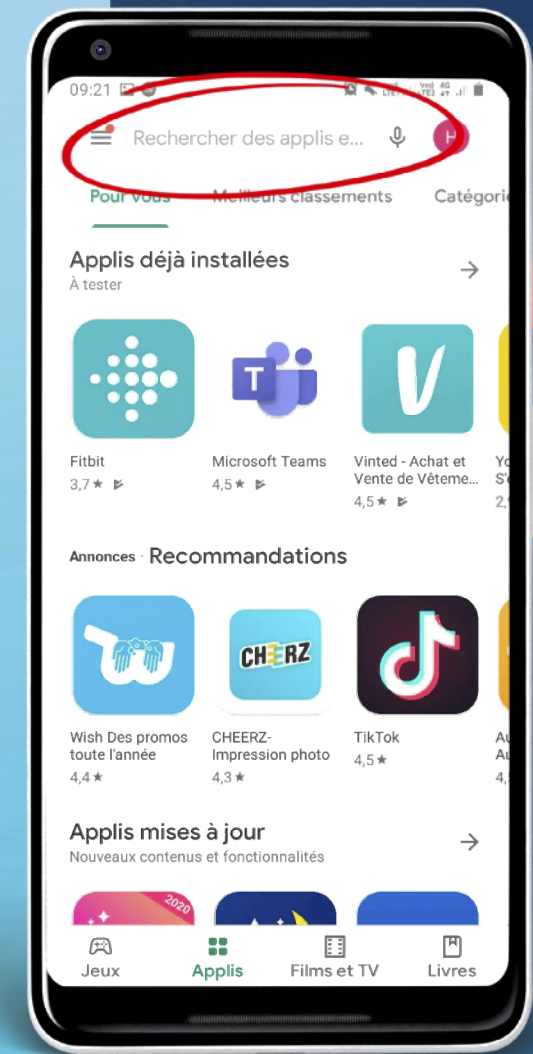 09:21
Rechercher des applis e...
H
Pour vous Meilleurs classements Catégorie
Applis déjà installées
À tester
T
V
Fitbit
3,7 ★
Microsoft Teams
4,5 ★
Vinted - Achat et
Vente de Vêteme...
4,5 ★
Annonces · Recommandations
CHEERZ
Wish Des promos
toute l'année
4,4 ★
CHEERZ-
Impression photo
4,3 ★
TikTok
4,5 ★
Applis mises à jour
Nouveaux contenus et fonctionnalités
2020
Jeux Applis Films et TV Livres